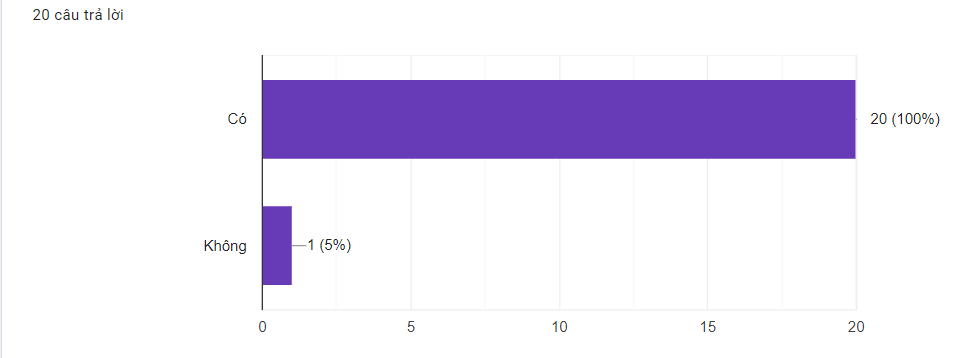 20 câu trả lời
Có
20 (100%)
Không
1 (5%)
0 5 10 15 20